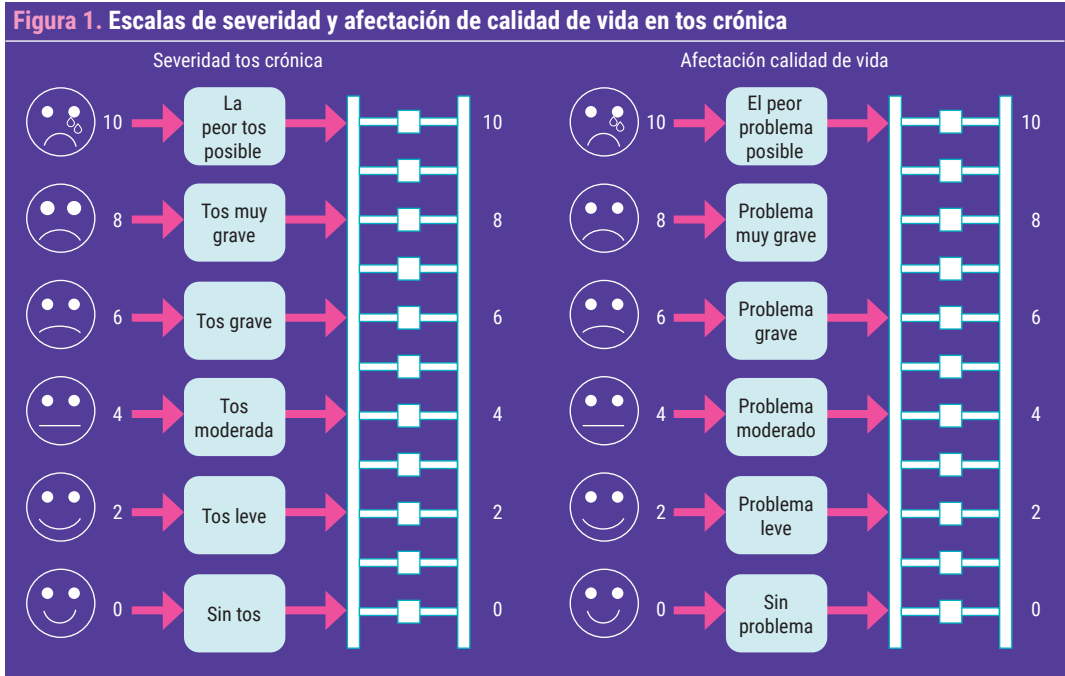 Figura 1. Escalas de severidad y afectación de calidad de vida en tos crónica
Severidad tos crónica
10
La
peor tos
posible
10
8
Tos muy
grave
8
6
Tos grave
6
4
Tos
moderada
4
2
Tos leve
2
0
Sin tos
0
Afectación calidad de vida
10
El peor
problema
posible
10
8
Problema
muy grave
8
6
Problema
grave
6
4
Problema
moderado
4
2
Problema
leve
2
0
Sin
problema
0